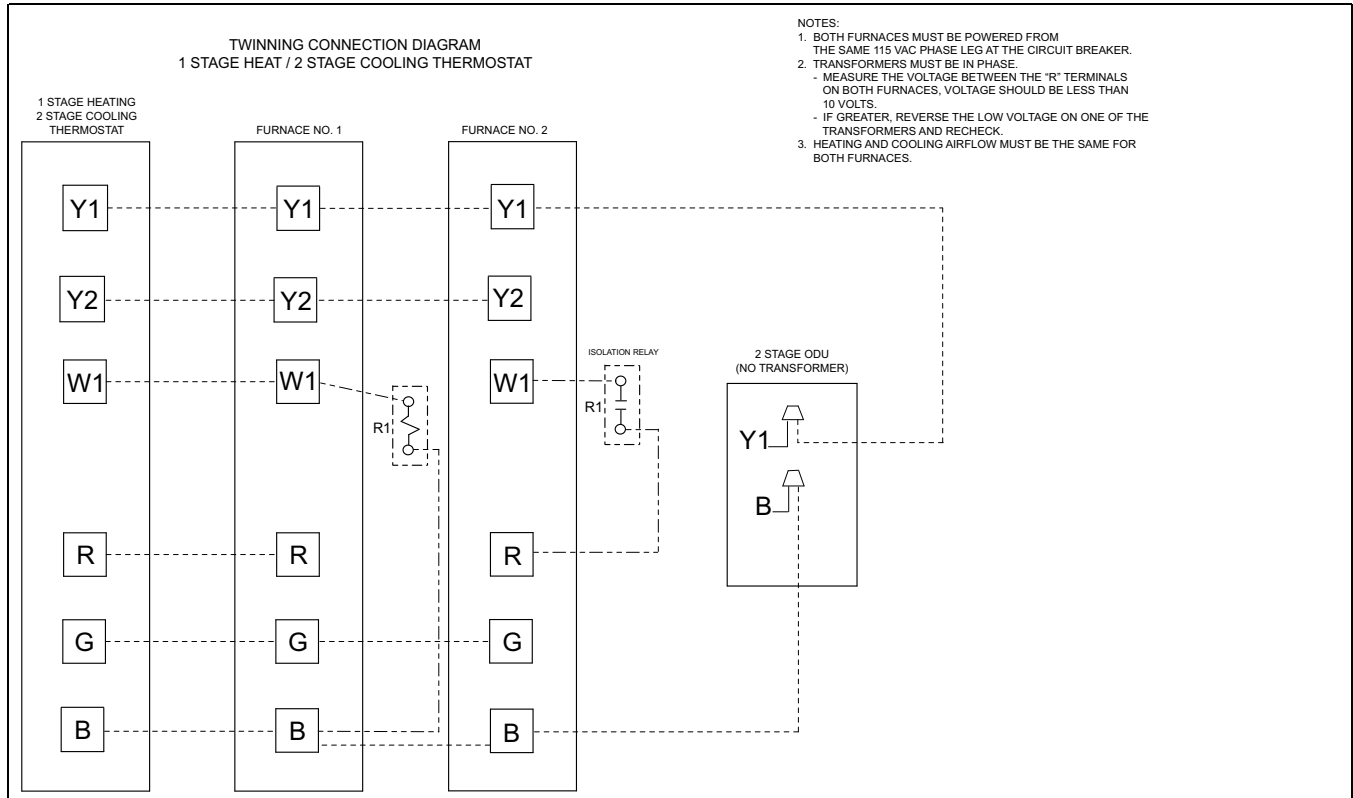 TWINNING CONNECTION DIAGRAM
1 STAGE HEAT / 2 STAGE COOLING THERMOSTAT
NOTES:
1. BOTH FURNACES MUST BE POWERED FROM
THE SAME 115 VAC PHASE LEG AT THE CIRCUIT BREAKER.
2. TRANSFORMERS MUST BE IN PHASE.
- MEASURE THE VOLTAGE BETWEEN THE “R” TERMINALS
ON BOTH FURNACES, VOLTAGE SHOULD BE LESS THAN
10 VOLTS.
- IF GREATER, REVERSE THE LOW VOLTAGE ON ONE OF THE
TRANSFORMERS AND RECHECK.
3. HEATING AND COOLING AIRFLOW MUST BE THE SAME FOR
BOTH FURNACES.
1 STAGE HEATING
2 STAGE COOLING
THERMOSTAT
FURNACE NO. 1
FURNACE NO. 2
Y1
Y1
Y1
Y2
Y2
Y2
ISOLATION RELAY
2 STAGE ODU
(NO TRANSFORMER)
W1
W1
W1
R1
R1
Y1
B
R
R
R
G
G
G
B
B
B